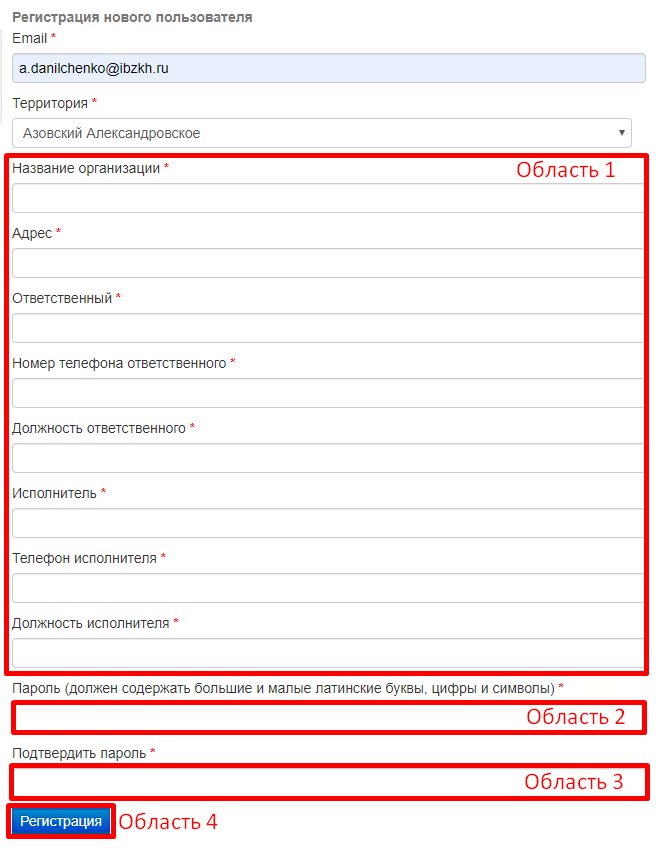 Регистрация нового пользователя
Email *
a.danilchenko@ibzkh.ru
Территория *
Азовский Александровское
Название организации *
Область 1
Адрес *
Ответственный *
Номер телефона ответственного *
Должность ответственного *
Исполнитель *
Телефон исполнителя *
Должность исполнителя *
Пароль (должен содержать большие и малые латинские буквы, цифры и символы) *
Область 2
Подтвердить пароль *
Область 3
Регистрация Область 4